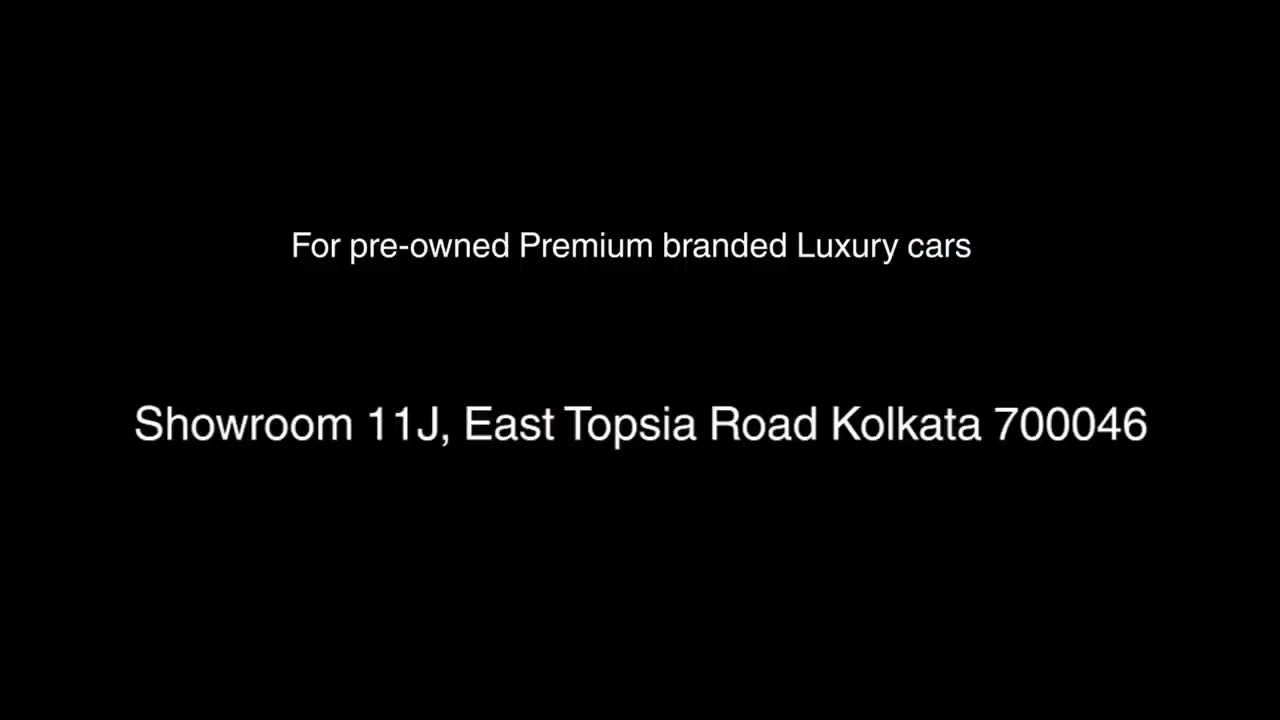 For pre-owned Premium branded Luxury cars
Showroom 11J, East Topsia Road Kolkata 700046